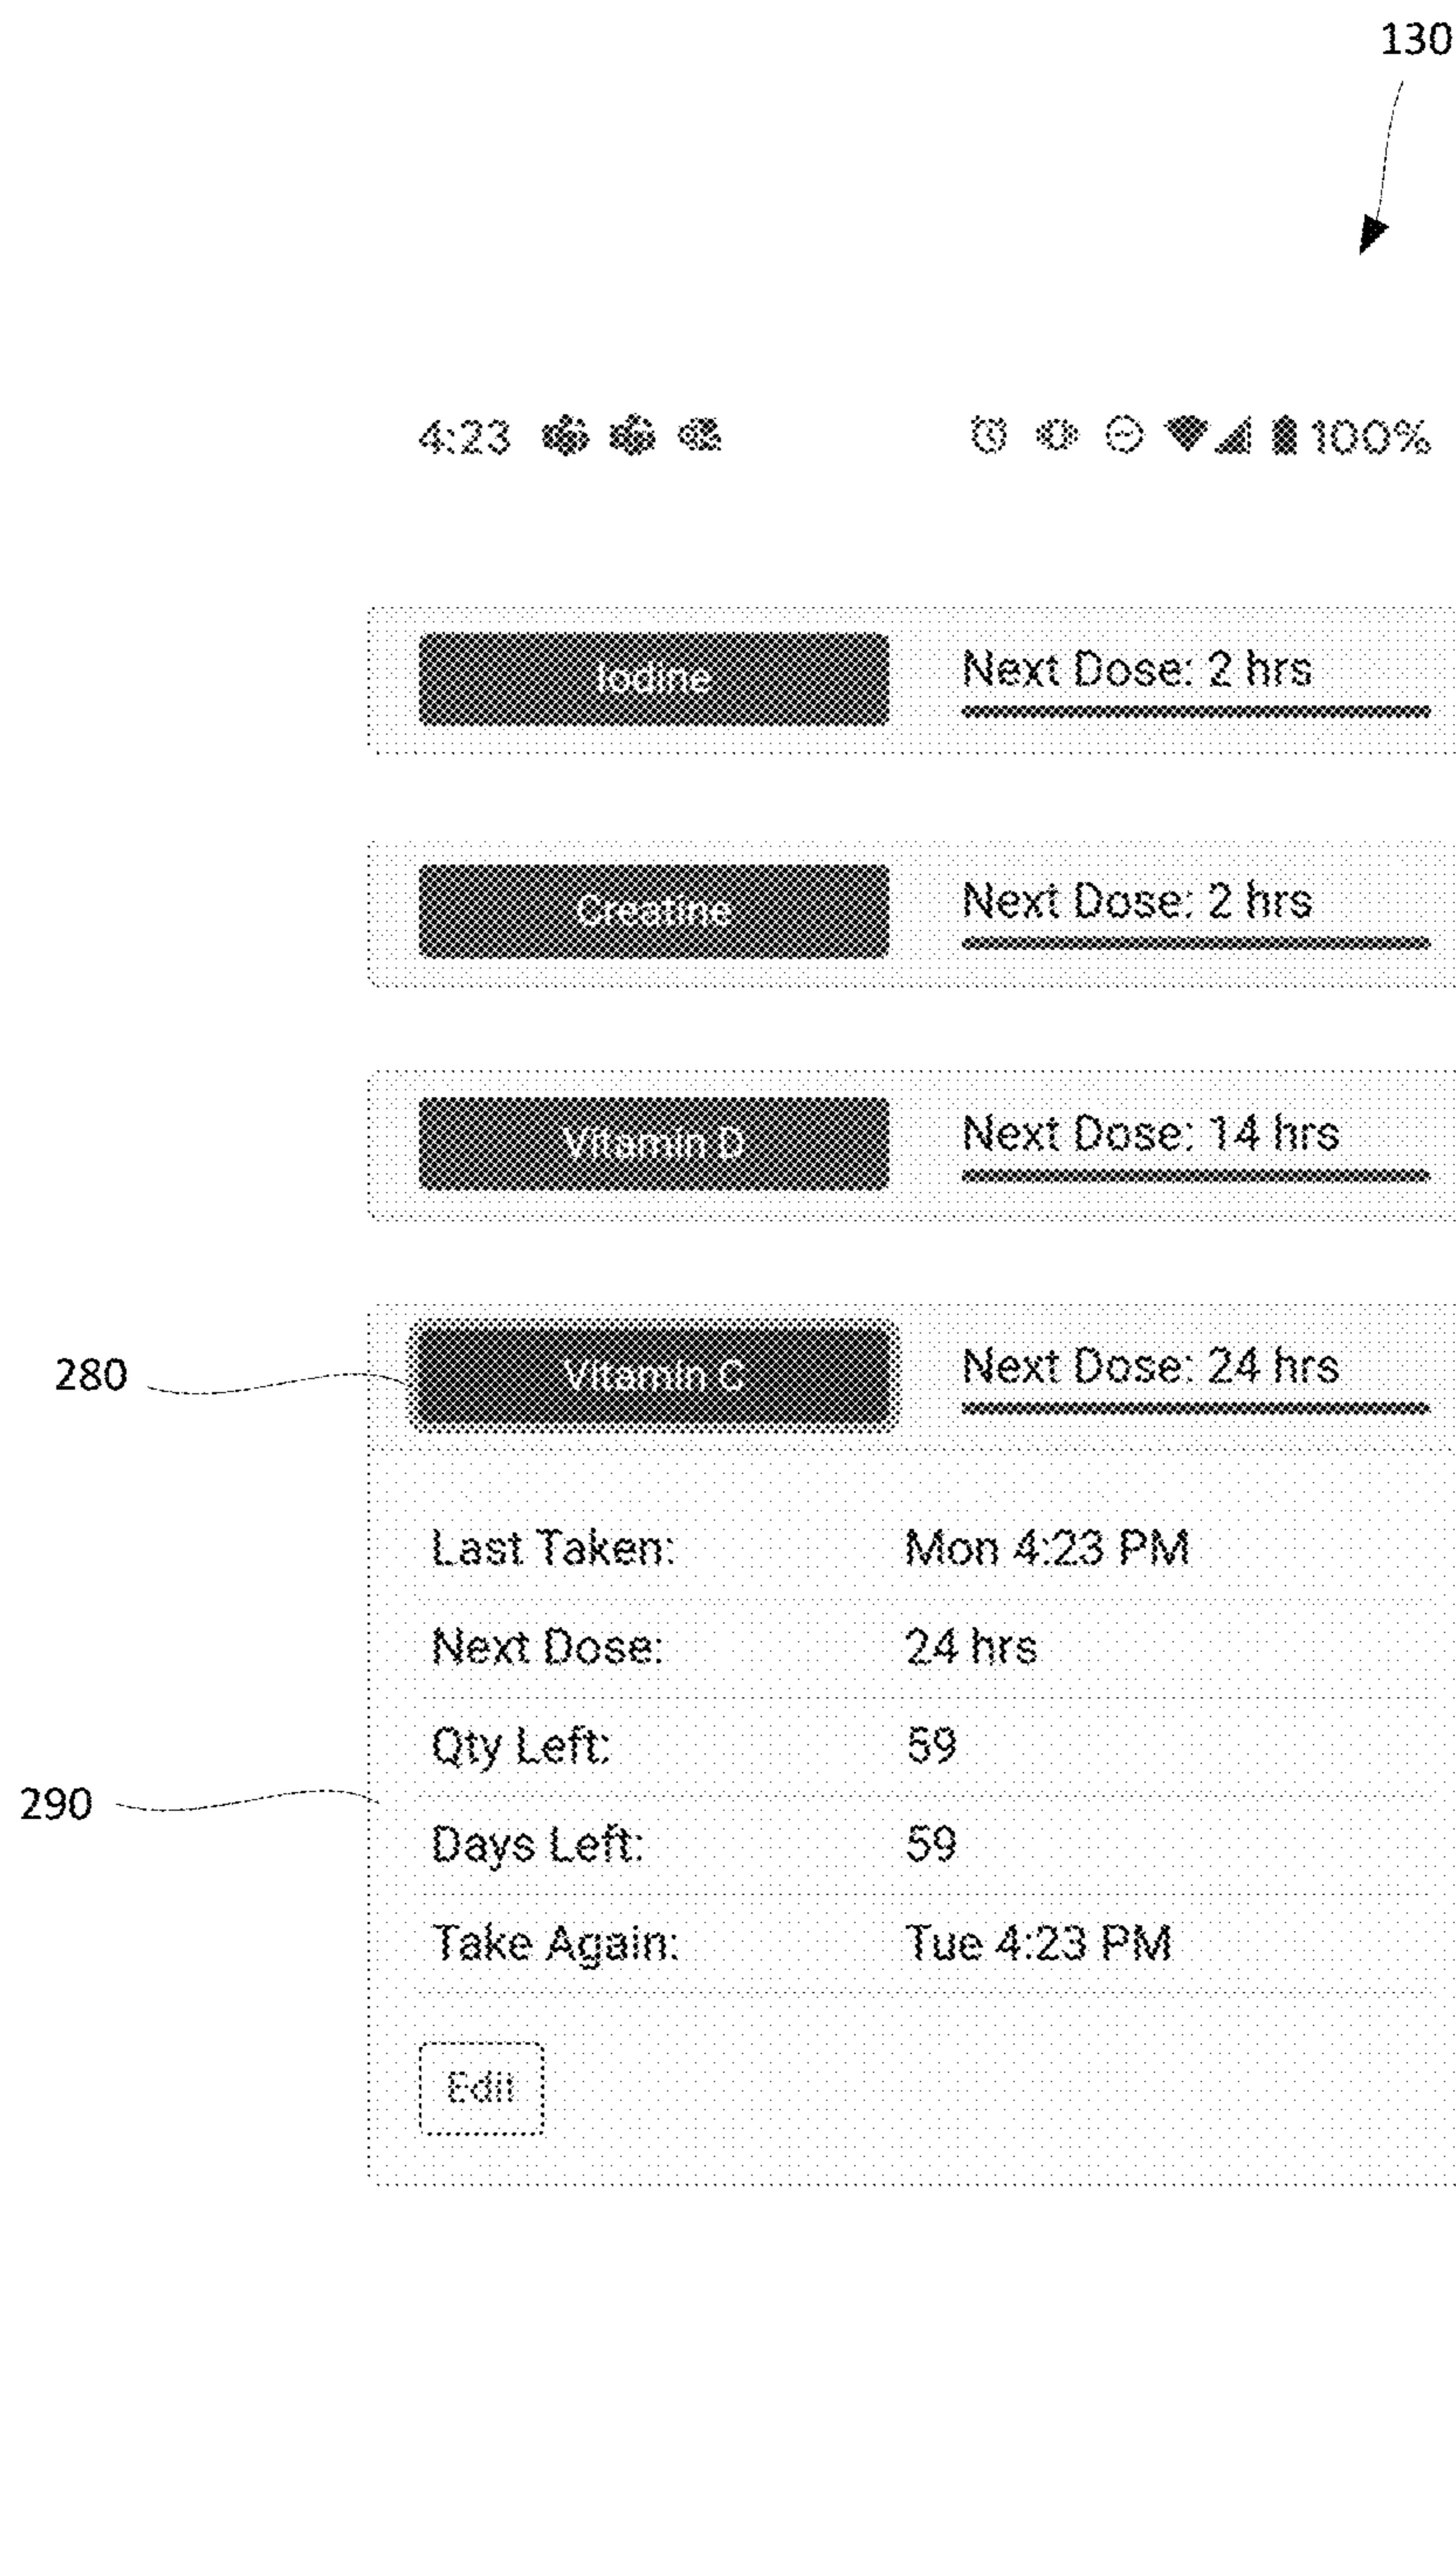 130
4:23 100%
Iodine Next Dose: 2 hrs
Creatine Next Dose: 2 hrs
Vitamin D Next Dose: 14 hrs
280 Vitamin C Next Dose: 24 hrs
Last Taken: Mon 4:23 PM
Next Dose: 24 hrs
Qty Left: 59
290
Days Left: 59
Take Again: Tue 4:23 PM
Edit